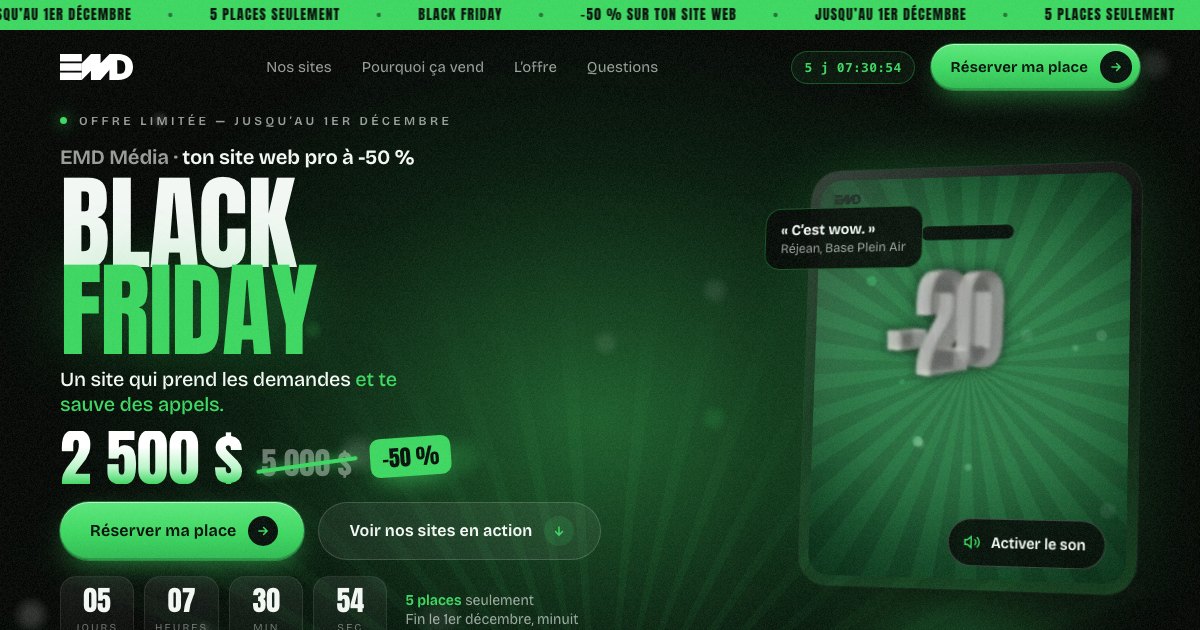 JSQU'AU 1ER DÉCEMBRE • 5 PLACES SEULEMENT • BLACK FRIDAY • -50 % SUR TON SITE WEB • JUSQU'AU 1ER DÉCEMBRE • 5 PLACES SEULEMENT
EMD
Nos sites
Pourquoi ça vend
L'offre
Questions
5 j 07:30:54
Réserver ma place
OFFRE LIMITÉE — JUSQU'AU 1ER DÉCEMBRE
EMD Média · ton site web pro à -50 %
BLACK
FRIDAY
Un site qui prend les demandes et te
sauve des appels.
2 500 $ 5 000 $ -50 %
Réserver ma place
Voir nos sites en action
05 07 30 54
JOURS HEURES MIN SEC
5 places seulement
Fin le 1er décembre, minuit
EMD
« C'est wow. »
Réjean, Base Plein Air
-20
Activer le son